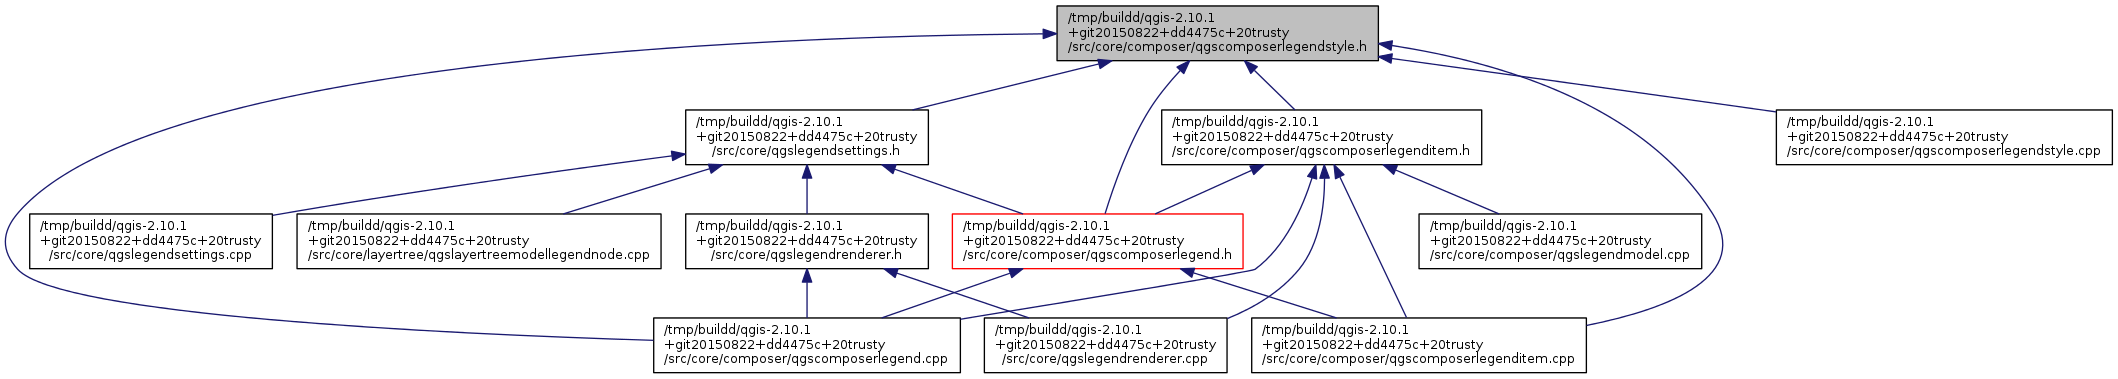 /tmp/buildd/qgis-2.10.1
+git20150822+dd4475c+20trusty
/src/core/composer/qgscomposerlegendstyle.h
/tmp/buildd/qgis-2.10.1
+git20150822+dd4475c+20trusty
/src/core/qgslegendsettings.h
/tmp/buildd/qgis-2.10.1
+git20150822+dd4475c+20trusty
/src/core/composer/qgscomposerlegenditem.h
/tmp/buildd/qgis-2.10.1
+git20150822+dd4475c+20trusty
/src/core/composer/qgscomposerlegendstyle.cpp
/tmp/buildd/qgis-2.10.1
+git20150822+dd4475c+20trusty
/src/core/qgslegendsettings.cpp
/tmp/buildd/qgis-2.10.1
+git20150822+dd4475c+20trusty
/src/core/layertree/qgslayertreemodellegendnode.cpp
/tmp/buildd/qgis-2.10.1
+git20150822+dd4475c+20trusty
/src/core/qgslegendrenderer.h
/tmp/buildd/qgis-2.10.1
+git20150822+dd4475c+20trusty
/src/core/composer/qgscomposerlegend.h
/tmp/buildd/qgis-2.10.1
+git20150822+dd4475c+20trusty
/src/core/composer/qgslegendmodel.cpp
/tmp/buildd/qgis-2.10.1
+git20150822+dd4475c+20trusty
/src/core/composer/qgscomposerlegend.cpp
/tmp/buildd/qgis-2.10.1
+git20150822+dd4475c+20trusty
/src/core/qgslegendrenderer.cpp
/tmp/buildd/qgis-2.10.1
+git20150822+dd4475c+20trusty
/src/core/composer/qgscomposerlegenditem.cpp